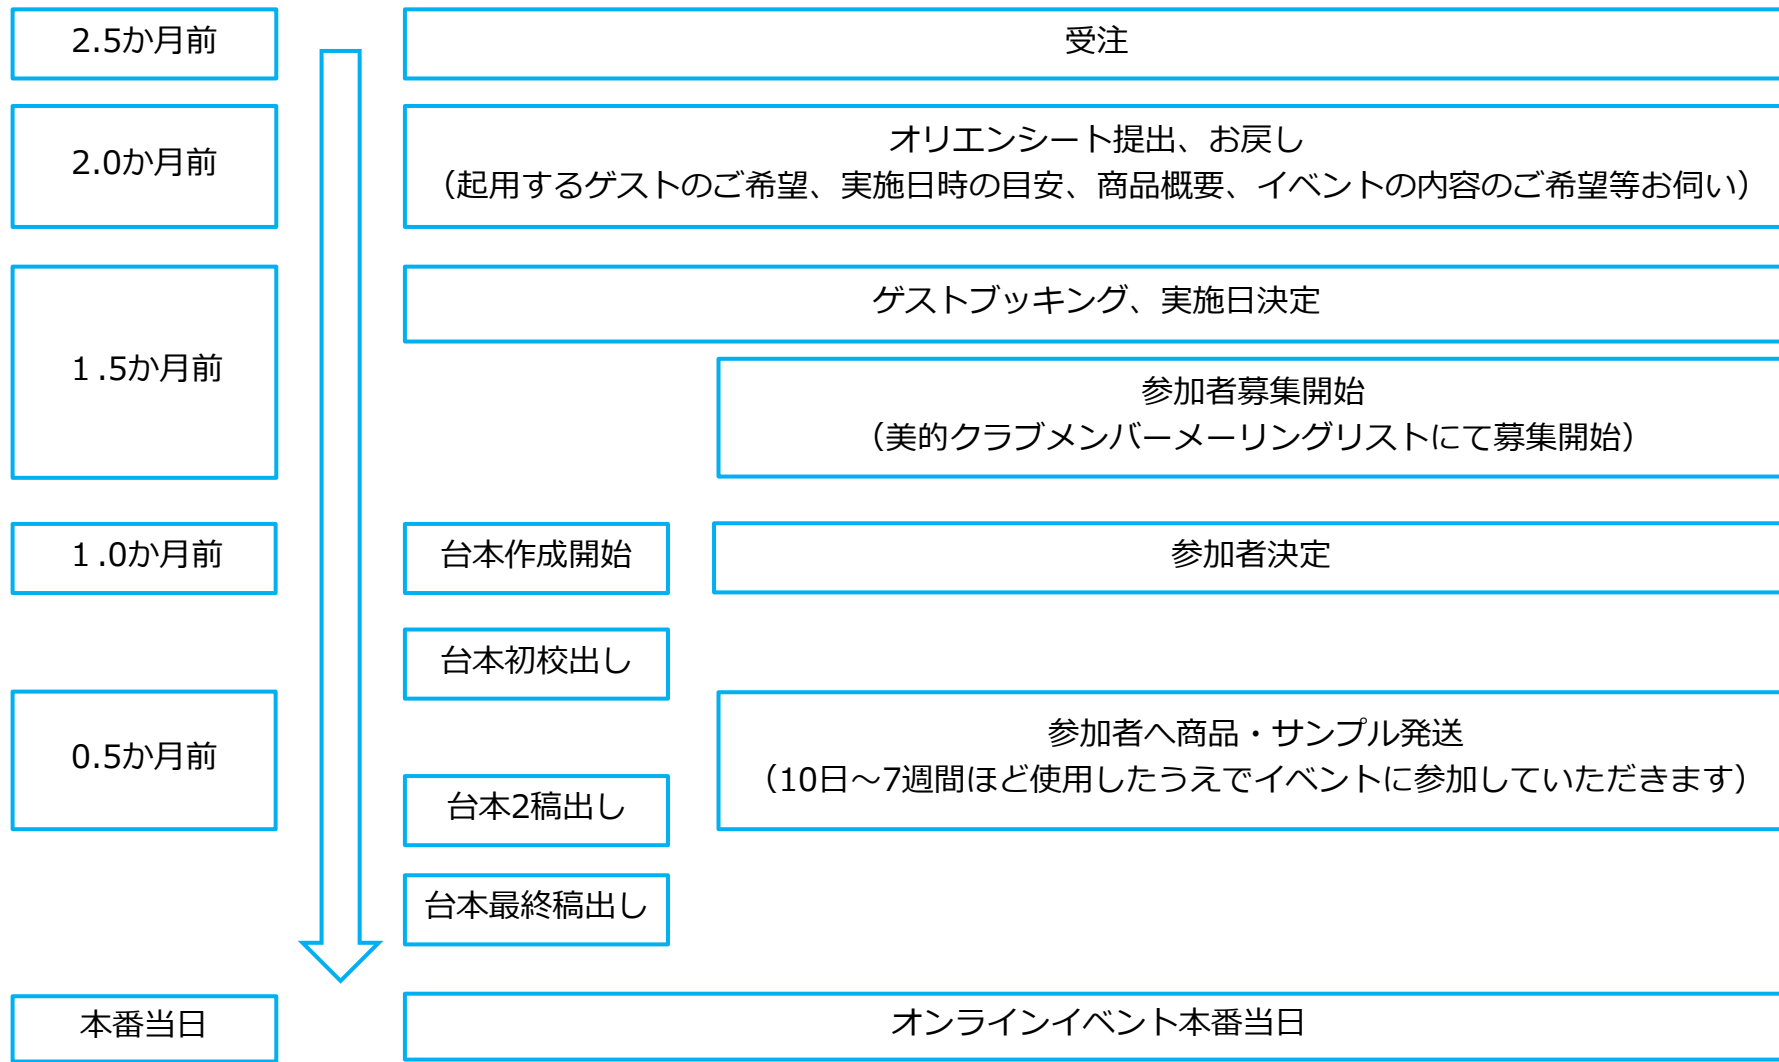 2.5か月前
受注
2.0か月前
オリエンシート提出、お戻し
（起用するゲストのご希望、実施日時の目安、商品概要、イベントの内容のご希望等お伺い）
１.5か月前
ゲストブッキング、実施日決定
参加者募集開始
（美的クラブメンバーメーリングリストにて募集開始）
１.0か月前
台本作成開始
参加者決定
台本初校出し
0.5か月前
参加者へ商品・サンプル発送
（10日～7週間ほど使用したうえでイベントに参加していただきます）
台本2稿出し
台本最終稿出し
本番当日
オンラインイベント本番当日